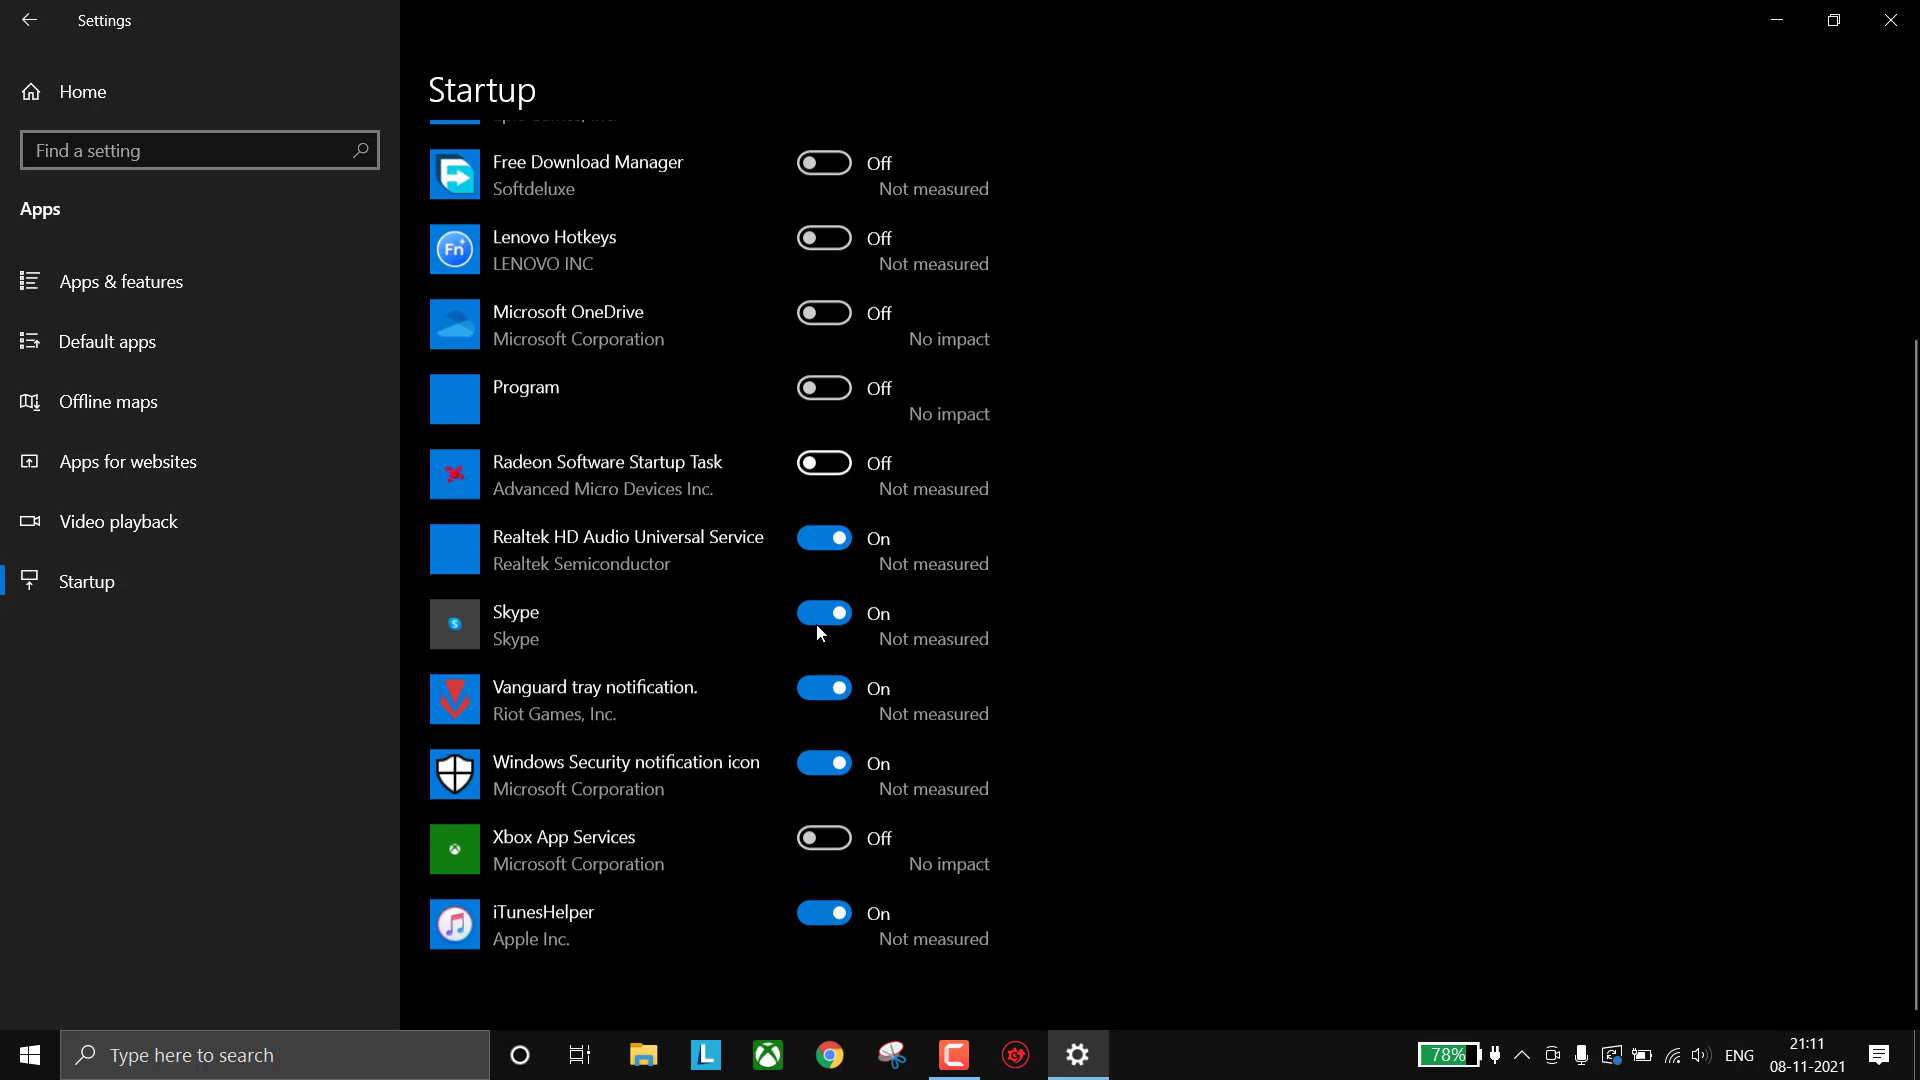 Settings
Home
Find a setting
Apps
Apps & features
Default apps
Offline maps
Apps for websites
Video playback
Startup
Startup
Free Download Manager
Off
Softdeluxe
Not measured
Fn
Lenovo Hotkeys
Off
LENOVO INC
Not measured
Microsoft OneDrive
Off
Microsoft Corporation
No impact
Program
Off
No impact
Radeon Software Startup Task
Off
Advanced Micro Devices Inc.
Not measured
Realtek HD Audio Universal Service
On
Realtek Semiconductor
Not measured
S
Skype
On
Skype
Not measured
Vanguard tray notification.
On
Riot Games, Inc.
Not measured
Windows Security notification icon
On
Microsoft Corporation
Not measured
Xbox App Services
Off
Microsoft Corporation
No impact
iTunesHelper
On
Apple Inc.
Not measured
Type here to search
L
78%
ENG
21:11
08-11-2021